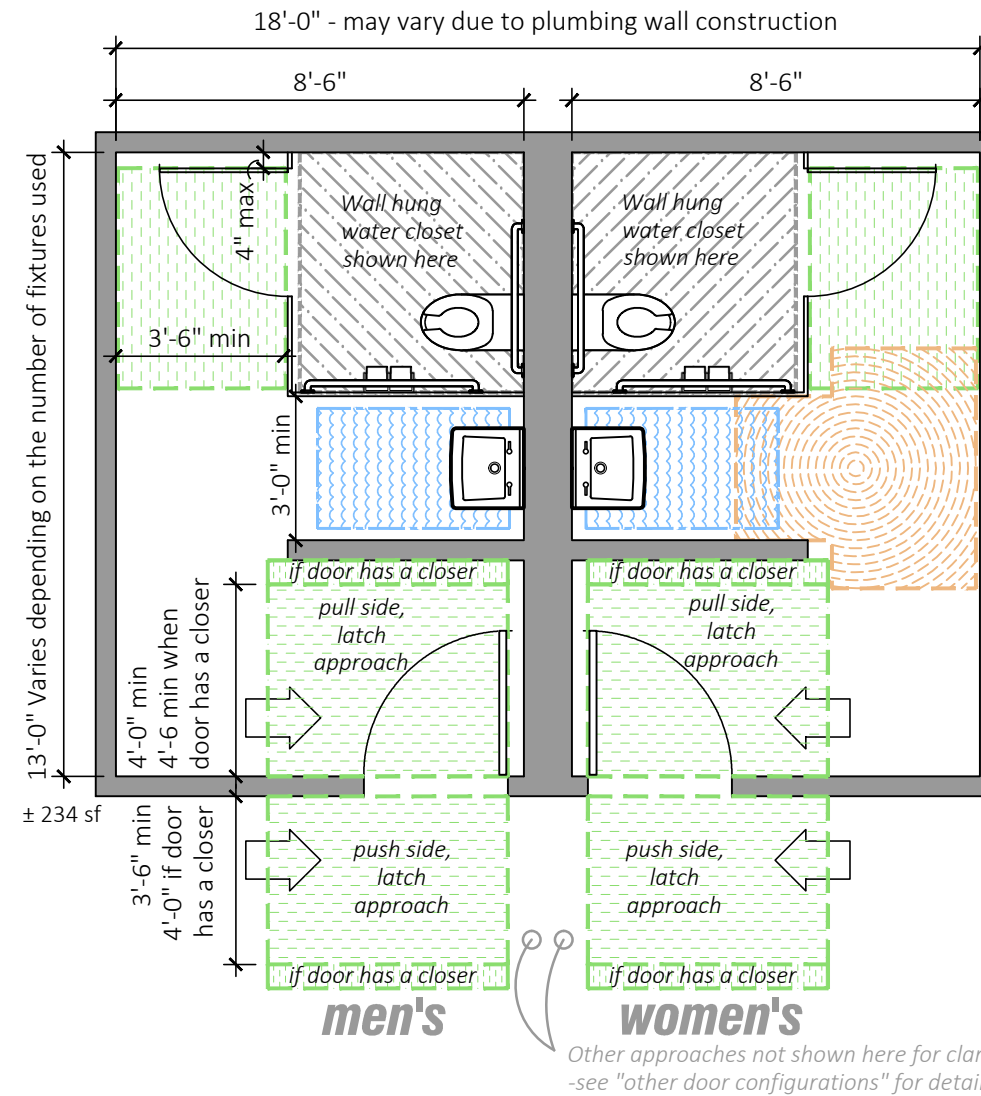 18'-0" - may vary due to plumbing wall construction
8'-6"
8'-6"
13'-0" Varies depending on the number of fixtures used
4" max
Wall hung
water closet
shown here
Wall hung
water closet
shown here
3'-6" min
3'-0" min
if door has a closer
if door has a closer
pull side,
latch
approach
pull side,
latch
approach
4'-0" min
4'-6 min when
door has a closer
± 234 sf
3'-6" min
4'-0" if door
has a closer
push side,
latch
approach
push side,
latch
approach
if door has a closer
if door has a closer
men's
women's
Other approaches not shown here for clar
-see "other door configurations" for detail